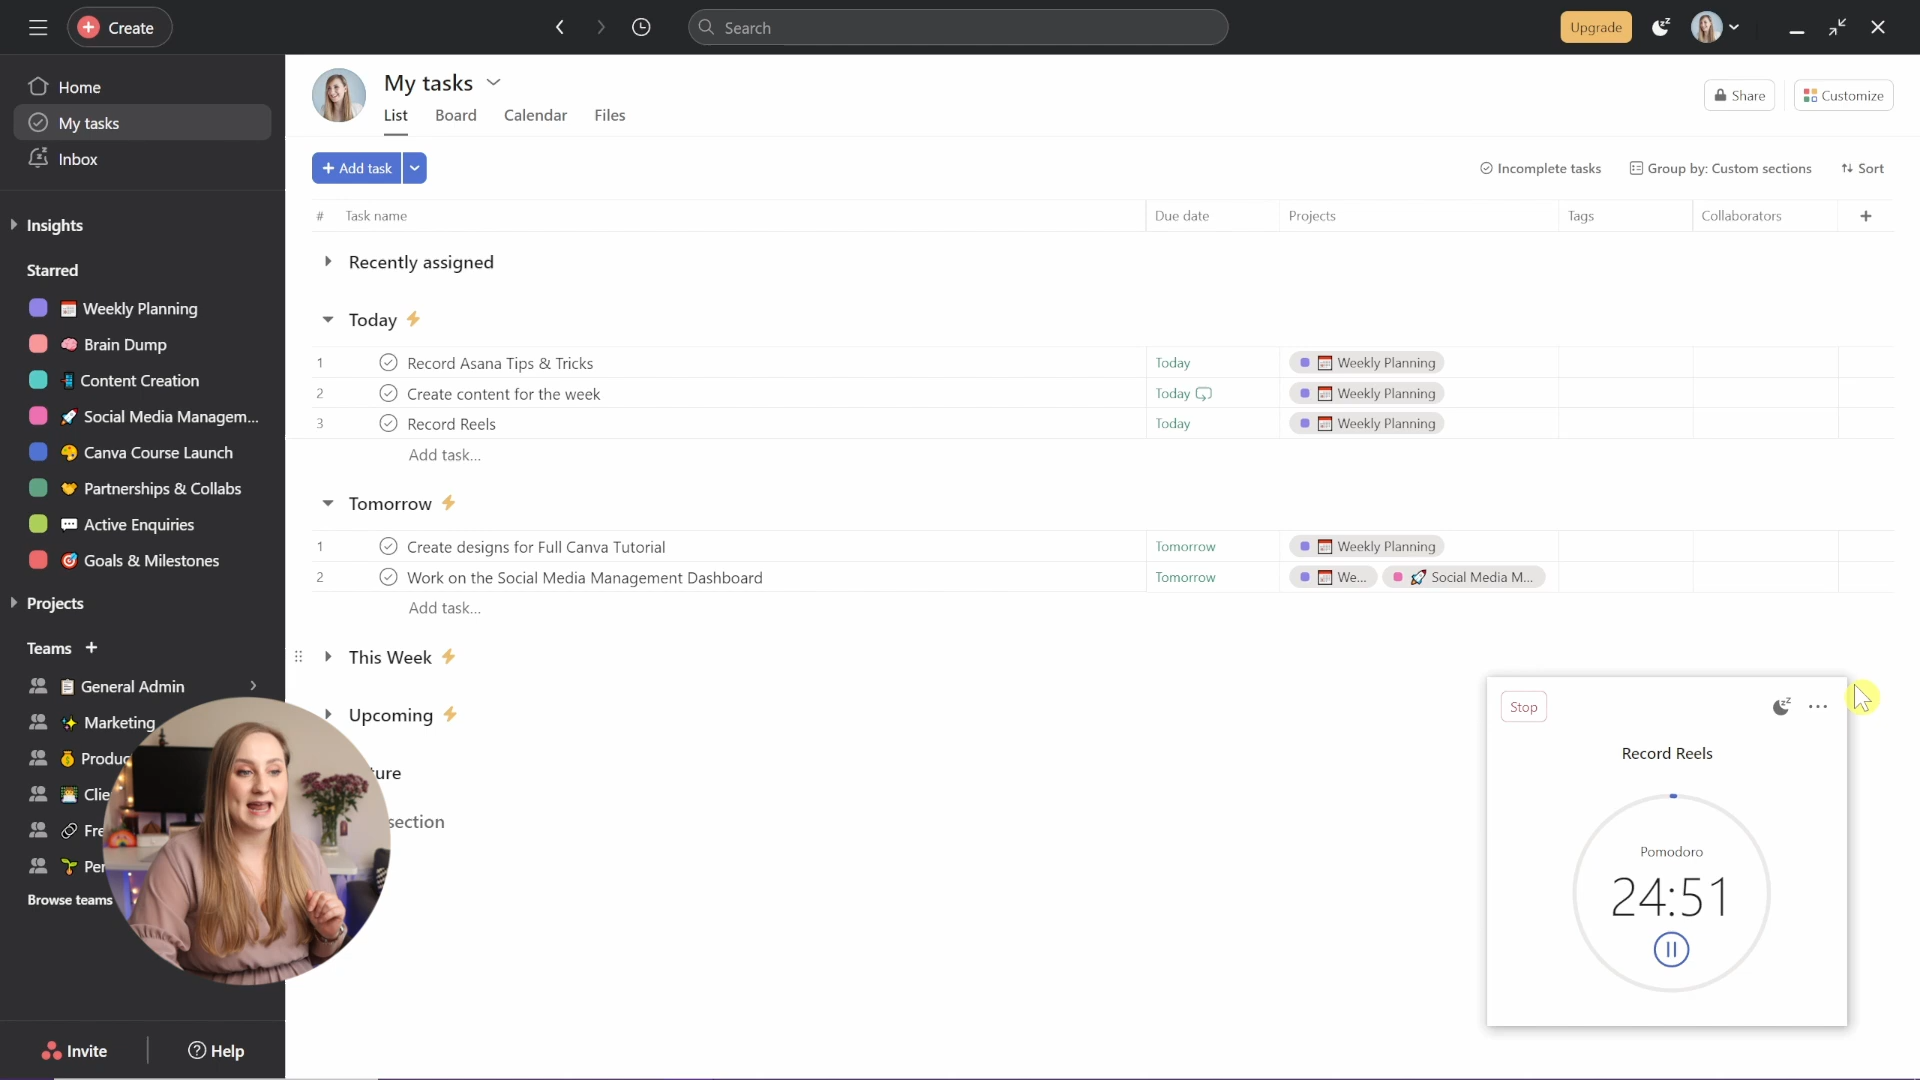 Create
Search
Upgrade
Home
My tasks
Inbox
Insights
Starred
Weekly Planning
Brain Dump
Content Creation
Social Media Managem...
Canva Course Launch
Partnerships & Collabs
Active Enquiries
Goals & Milestones
Projects
Teams +
General Admin
Marketing
Produc
Clie
Fre
Per
Browse teams
Invite
Help
My tasks
List Board Calendar Files
Share Customize
+ Add task
Incomplete tasks Group by: Custom sections Sort
# Task name Due date Projects Tags Collaborators +
Recently assigned
Today
1 Record Asana Tips & Tricks Today Weekly Planning
2 Create content for the week Today Weekly Planning
3 Record Reels Today Weekly Planning
Add task...
Tomorrow
1 Create designs for Full Canva Tutorial Tomorrow Weekly Planning
2 Work on the Social Media Management Dashboard Tomorrow We... Social Media M...
Add task...
This Week
Upcoming
ture
section
Stop
Record Reels
Pomodoro
24:51